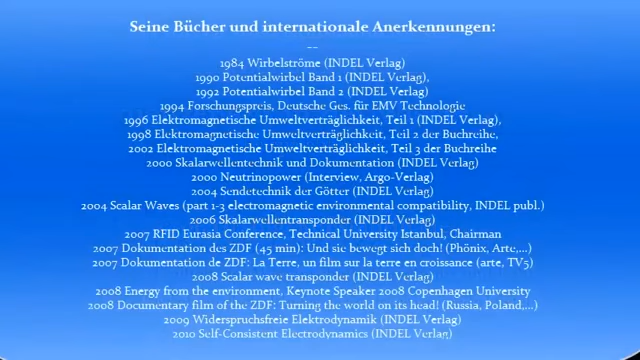 Seine Bücher und internationale Anerkennungen:
--
1984 Wirbelströme (INDEL Verlag)
1990 Potentialwirbel Band 1 (INDEL Verlag),
1992 Potentialwirbel Band 2 (INDEL Verlag)
1994 Forschungspreis, Deutsche Ges. für EMV Technologie
1996 Elektromagnetische Umweltverträglichkeit, Teil 1 (INDEL Verlag),
1998 Elektromagnetische Umweltverträglichkeit, Teil 2 der Buchreihe,
2002 Elektromagnetische Umweltverträglichkeit, Teil 3 der Buchreihe
2000 Skalarwellentechnik und Dokumentation (INDEL Verlag)
2000 Neutrinopower (Interview, Argo-Verlag)
2004 Sendetechnik der Götter (INDEL Verlag)
2004 Scalar Waves (part 1-3 electromagnetic environmental compatibility, INDEL publ.)
2006 Skalarwellentransponder (INDEL Verlag)
2007 RFID Eurasia Conference, Technical University Istanbul, Chairman
2007 Dokumentation des ZDF (45 min): Und sie bewegt sich doch! (Phönix, Arte,...)
2007 Dokumentation de ZDF: La Terre, un film sur la terre en croissance (arte, TV5)
2008 Scalar wave transponder (INDEL Verlag)
2008 Energy from the environment, Keynote Speaker 2008 Copenhagen University
2008 Documentary film of the ZDF: Turning the world on its head! (Russia, Poland,...)
2009 Widerspruchsfreie Elektrodynamik (INDEL Verlag)
2010 Self-Consistent Electrodynamics (INDEL Verlag)